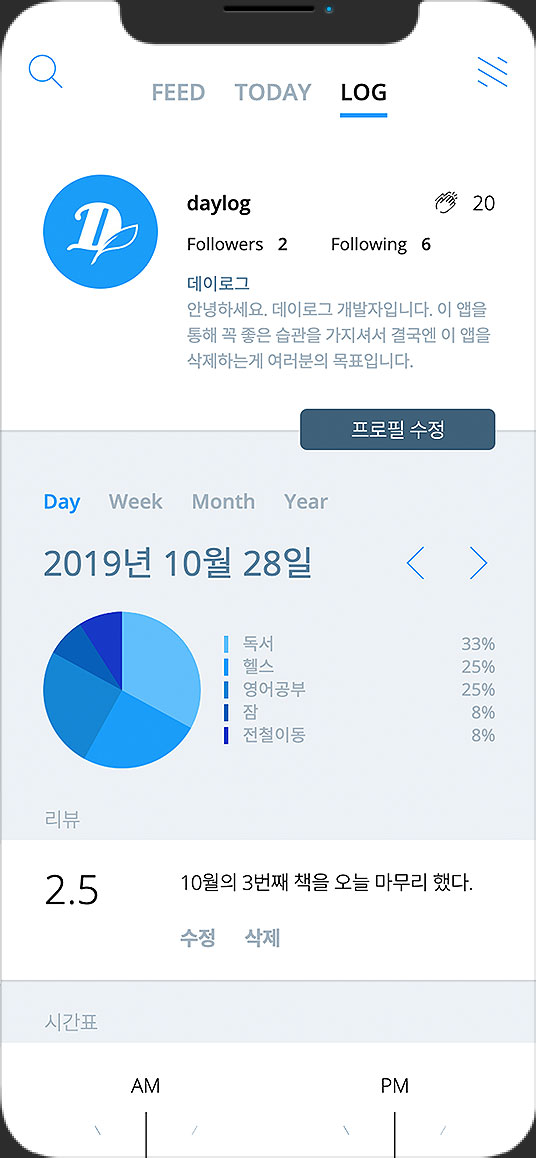 FEED TODAY LOG
daylog 20
Followers 2 Following 6
데이로그
안녕하세요. 데이로그 개발자입니다. 이 앱을
통해 꼭 좋은 습관을 가지셔서 결국엔 이 앱을
삭제하는게 여러분의 목표입니다.
프로필 수정
Day Week Month Year
2019년 10월 28일
독서 33%
헬스 25%
영어공부 25%
잠 8%
전철이동 8%
리뷰
2.5 10월의 3번째 책을 오늘 마무리 했다.
수정 삭제
시간표
AM PM